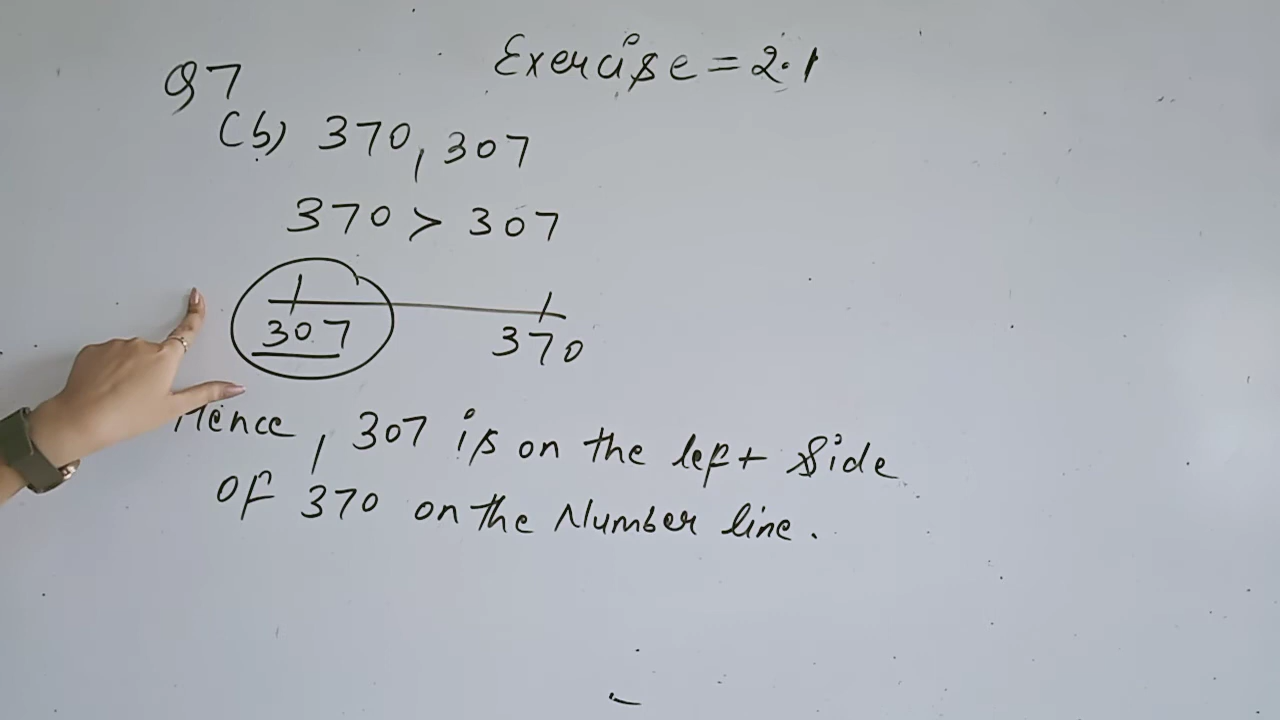 Exercise = 2.1
Q7
(b) 370, 307
370 > 307
307 370
Hence, 307 is on the left side
of 370 on the Number line.